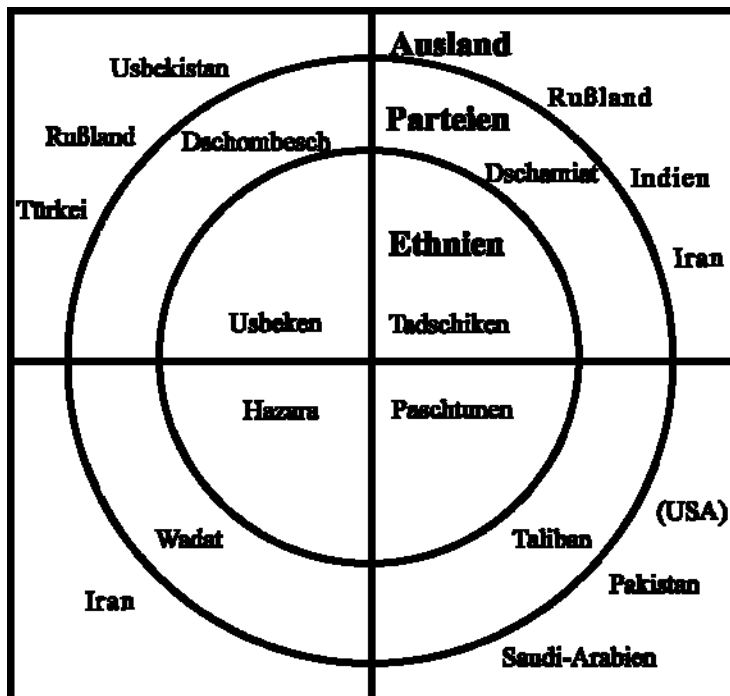 Ausland
Usbekistan
Rußland
Parteien
Rußland
Dschombesch
Dschamiat
Indien
Türkei
Ethnien
Iran
Usbeken
Tadschiken
Hazara
Paschtunen
(USA)
Wadat
Taliban
Pakistan
Iran
Saudi-Arabien